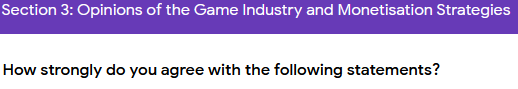 Section 3: Opinions of the Game Industry and Monetisation Strategies
How strongly do you agree with the following statements?